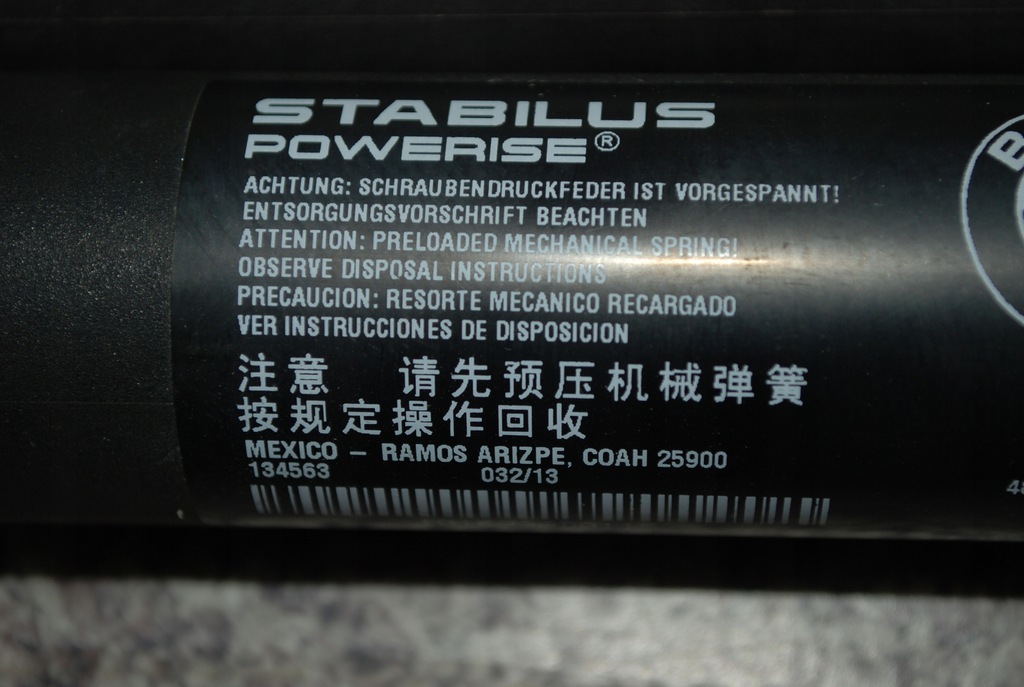 STABILUS
POWERISE®
ACHTUNG: SCHRAUBENDRUCKFEDER IST VORGESPANNT!
ENTSORGUNGSVORSCHRIFT BEACHTEN
ATTENTION: PRELOADED MECHANICAL SPRING!
OBSERVE DISPOSAL INSTRUCTIONS
PRECAUCION: RESORTE MECANICO RECARGADO
VER INSTRUCCIONES DE DISPOSICION
注意 请先预压机械弹簧
按规定操作回收
MEXICO – RAMOS ARIZPE, COAH 25900
134563 032/13
B